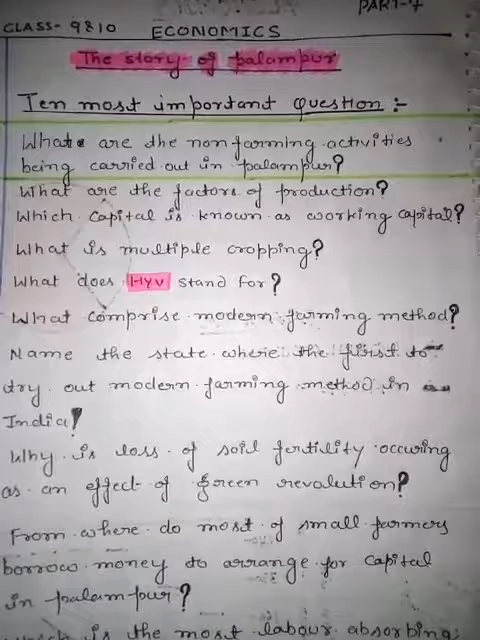 PART-4
CLASS- 9&10 ECONOMICS
The story of palampur
Ten most important question :-
What are the non farming activities
being carried out in palampur?
What are the factors of production?
Which capital is known as working capital?
What is multiple cropping?
What does HYV stand for?
What comprise modern farming method?
Name the state where the first to
try out modern farming method in
India?
Why is loss of soil fertility occuring
as an effect of green revolution?
From where do most of small farmers
borrow money to arrange for capital
in palampur?
which is the most labour absorbing